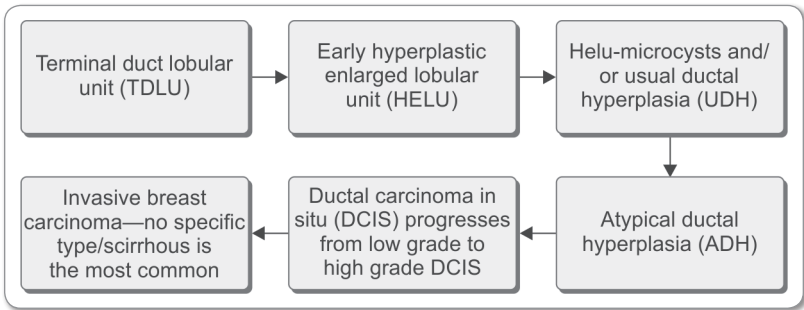 Terminal duct lobular
unit (TDLU)
Early hyperplastic
enlarged lobular
unit (HELU)
Helu-microcysts and/
or usual ductal
hyperplasia (UDH)
Atypical ductal
hyperplasia (ADH)
Ductal carcinoma in
situ (DCIS) progresses
from low grade to
high grade DCIS
Invasive breast
carcinoma—no specific
type/scirrhous is
the most common